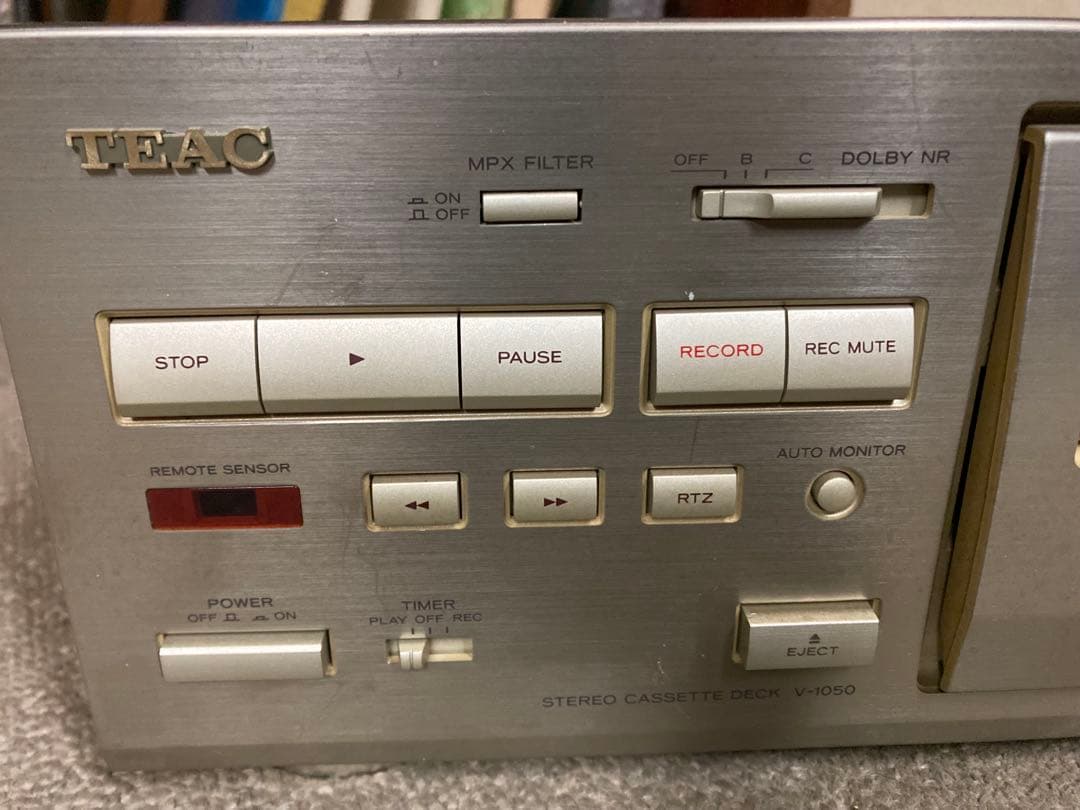 TEAC
MPX FILTER
ON
OFF
OFF B C DOLBY NR
STOP
PAUSE
RECORD
REC MUTE
REMOTE SENSOR
RTZ
AUTO MONITOR
POWER
OFF ON
TIMER
PLAY OFF REC
EJECT
STEREO CASSETTE DECK V-1050